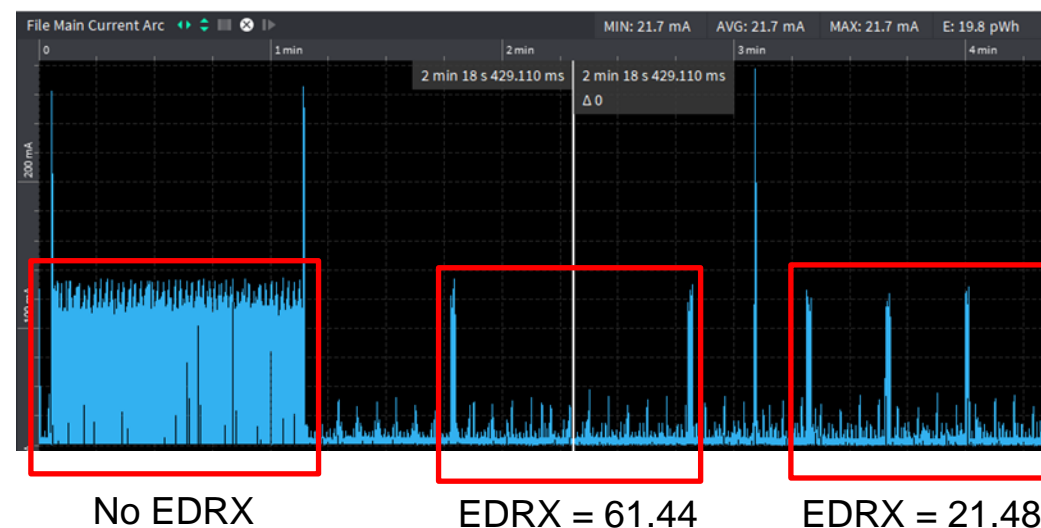 File Main Current Arc MIN: 21.7 mA AVG: 21.7 mA MAX: 21.7 mA E: 19.8 pWh
0 1 min 2 min 3 min 4 min
2 min 18 s 429.110 ms 2 min 18 s 429.110 ms
Δ 0
200 mA
100 mA
No EDRX EDRX = 61.44 EDRX = 21.48